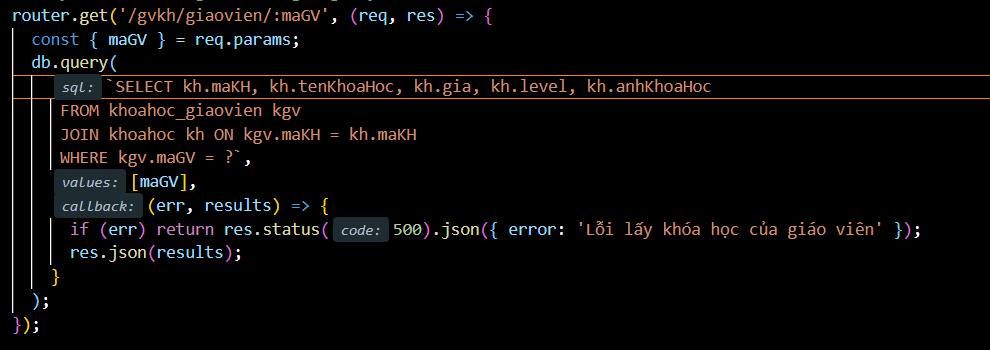 router.get('/gvkh/giaovien/:maGV', (req, res) => {
const { maGV } = req.params;
db.query(
sql: `SELECT kh.maKH, kh.tenKhoaHoc, kh.gia, kh.level, kh.anhKhoaHoc
FROM khoahoc_giaovien kgv
JOIN khoahoc kh ON kgv.maKH = kh.maKH
WHERE kgv.maGV = ?`,
values: [maGV],
callback: (err, results) => {
if (err) return res.status( code: 500).json({ error: 'Lỗi lấy khóa học của giáo viên' });
res.json(results);
}
);
});